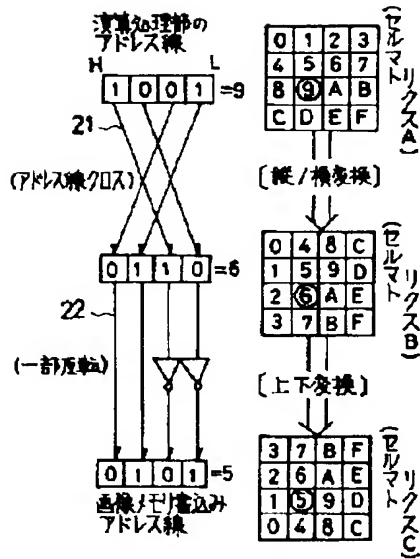 演算処理部の
アドレス線
H L
1 0 0 1 =9
21
(アドレス線クロス)
0 1 1 0 =6
22
(一部反転)
0 1 0 1 =5
画像メモリ書込み
アドレス線
0 1 2 3
4 5 6 7
8 9 A B
C D E F
(セルマトリクスA)
[縦/横変換]
0 4 8 C
1 5 9 D
2 6 A E
3 7 B F
(セルマトリクスB)
[上下変換]
3 7 B F
2 6 A E
1 5 9 D
0 4 8 C
(セルマトリクスC)